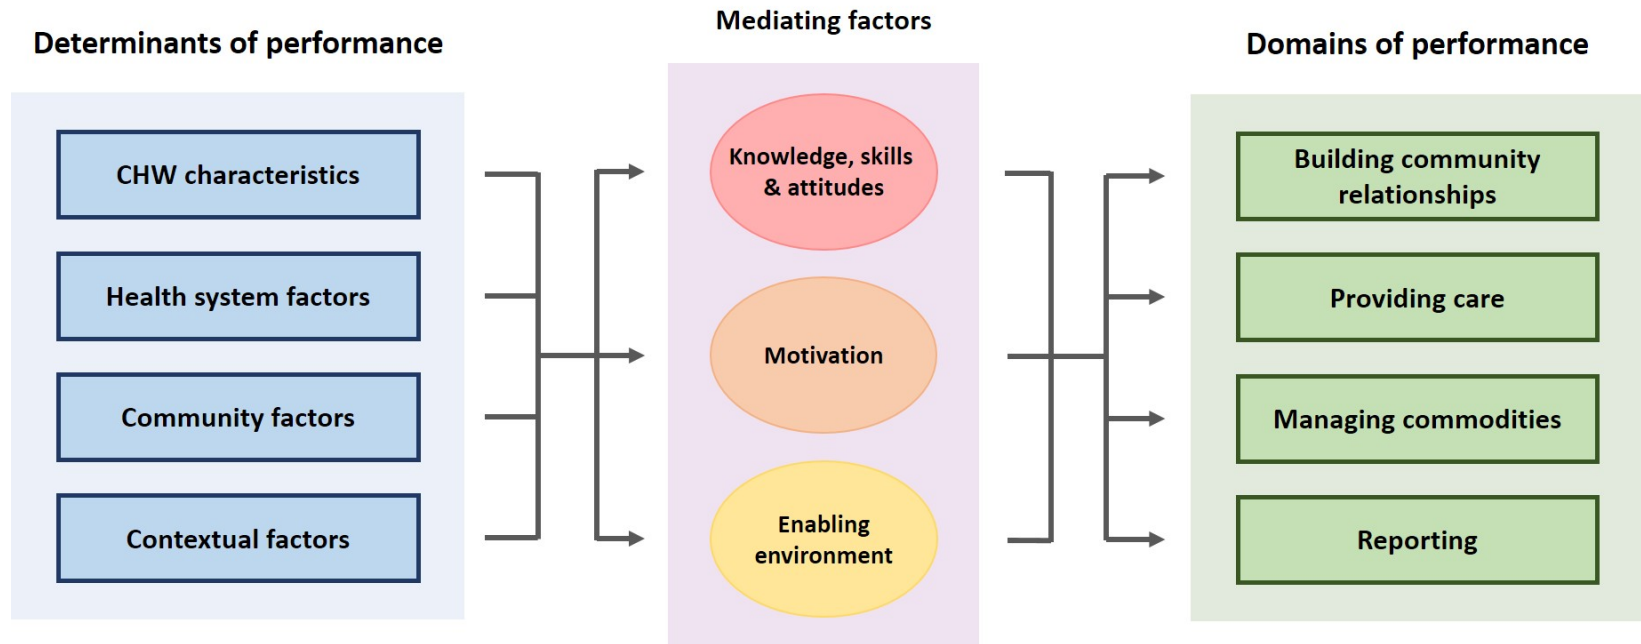 Determinants of performance
CHW characteristics
Health system factors
Community factors
Contextual factors
Mediating factors
Knowledge, skills
& attitudes
Motivation
Enabling
environment
Domains of performance
Building community
relationships
Providing care
Managing commodities
Reporting